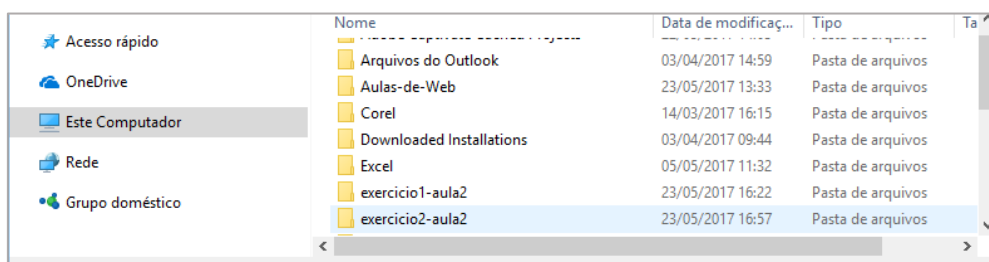 Nome Data de modificaç... Tipo Ta
Acesso rápido
Arquivos do Outlook 03/04/2017 14:59 Pasta de arquivos
OneDrive
Aulas-de-Web 23/05/2017 13:33 Pasta de arquivos
Este Computador
Corel 14/03/2017 16:15 Pasta de arquivos
Downloaded Installations 03/04/2017 09:44 Pasta de arquivos
Rede
Excel 05/05/2017 11:32 Pasta de arquivos
exercicio1-aula2 23/05/2017 16:22 Pasta de arquivos
Grupo doméstico
exercicio2-aula2 23/05/2017 16:57 Pasta de arquivos